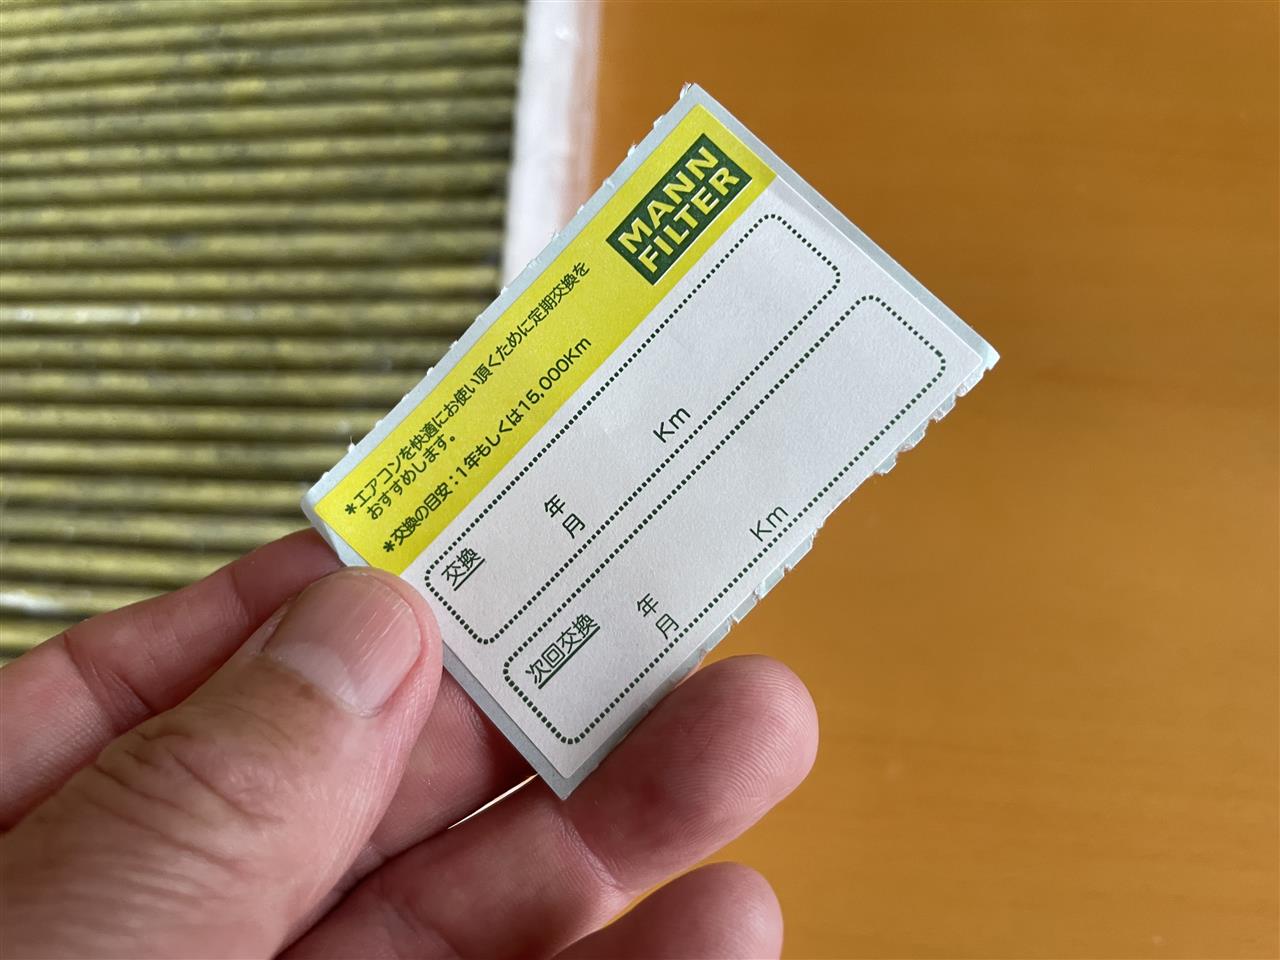 MANN
FILTER
*エアコンを快適にお使い頂くために定期交換を
おすすめします。
*交換の目安:1年もしくは15,000Km
交換
年
月
Km
次回交換
年
月
Km